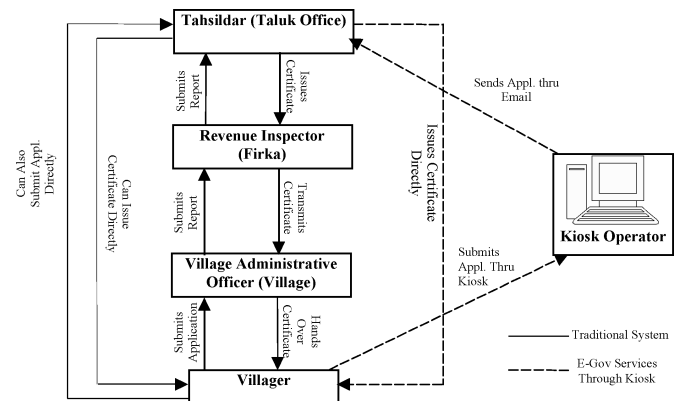 Tahsildar (Taluk Office)
Submits
Report
Issues
Certificate
Sends Appl. thru
Email
Revenue Inspector
(Firka)
Can Also
Submit Appl.
Directly
Can Issue
Certificate Directly
Submits
Report
Transmits
Certificate
Issues Certificate
Directly
Kiosk Operator
Village Administrative
Officer (Village)
Submits
Appl. Thru
Kiosk
Submits
Application
Hands
Over
Certificate
Villager
Traditional System
E-Gov Services
Through Kiosk